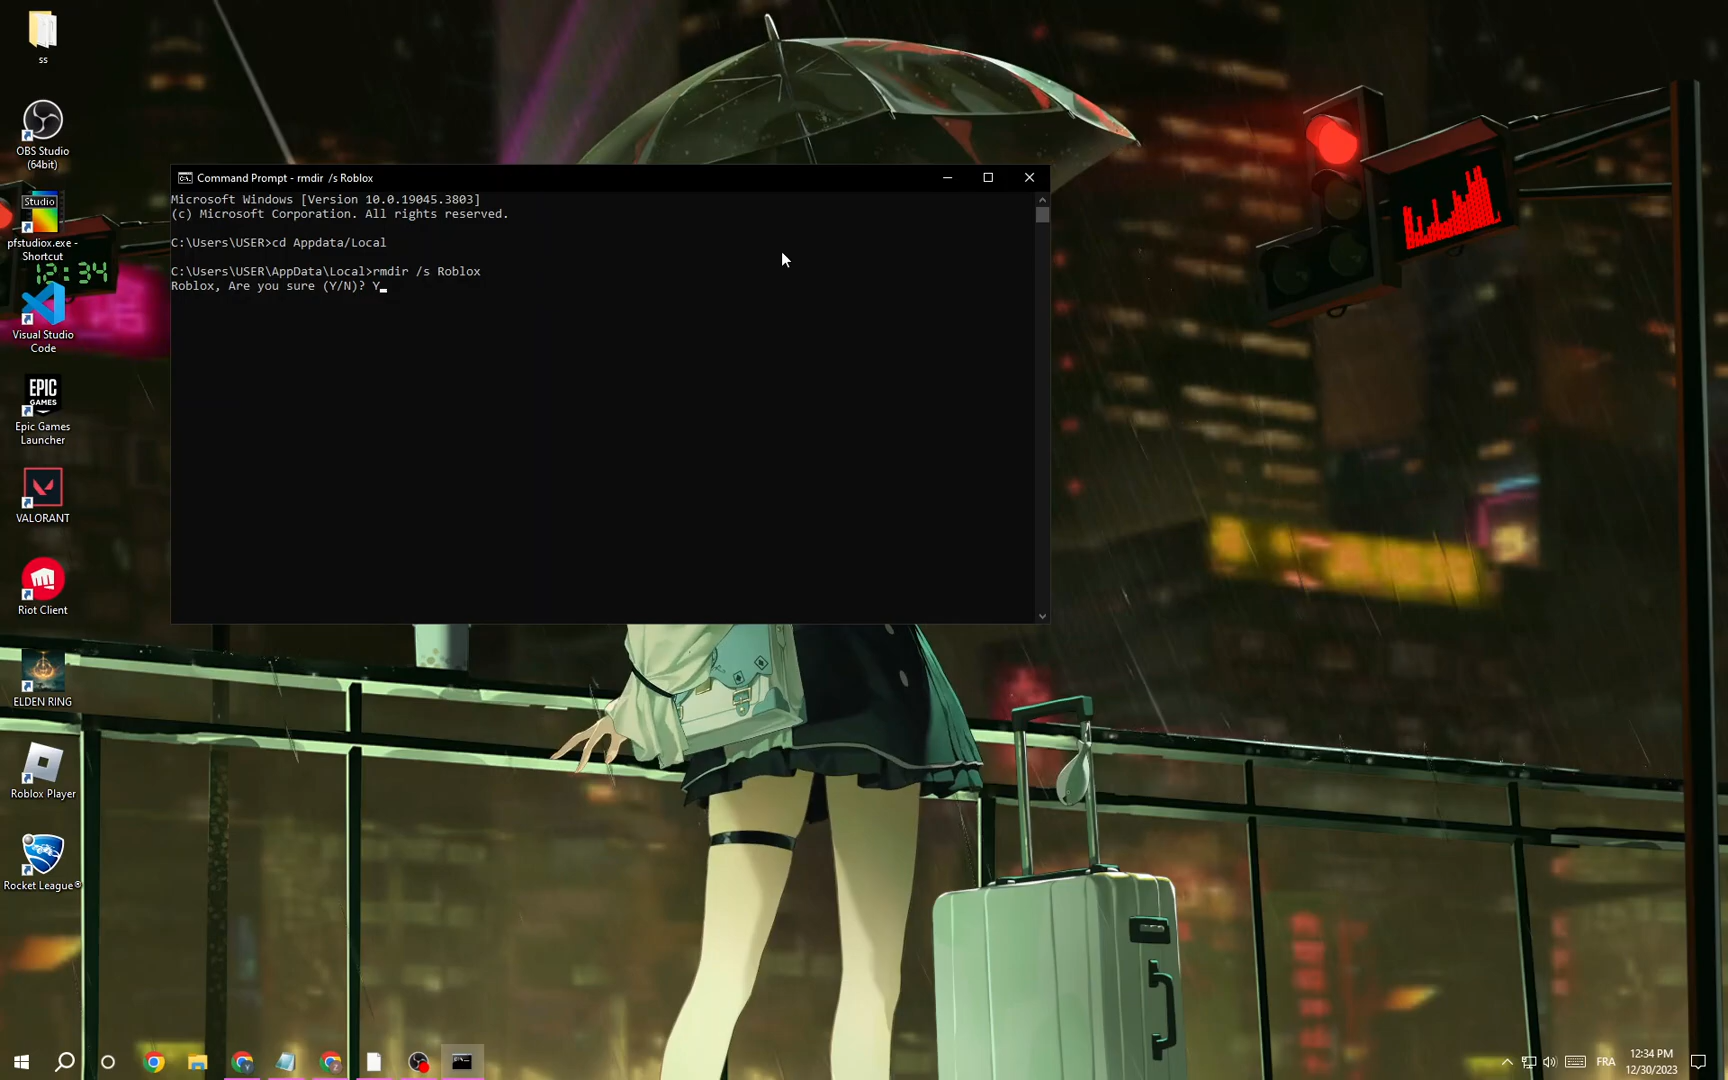 ss
OBS Studio
(64bit)
Studio
pfstudiox.exe -
Shortcut
12:34
Visual Studio
Code
EPIC
GAMES
Epic Games
Launcher
VALORANT
Riot Client
ELDEN RING
Roblox Player
Rocket League®
Command Prompt - rmdir /s Roblox
Microsoft Windows [Version 10.0.19045.3803]
(c) Microsoft Corporation. All rights reserved.
C:\Users\USER>cd Appdata/Local
C:\Users\USER\AppData\Local>rmdir /s Roblox
Roblox, Are you sure (Y/N)? Y
FRA
12:34 PM
12/30/2023